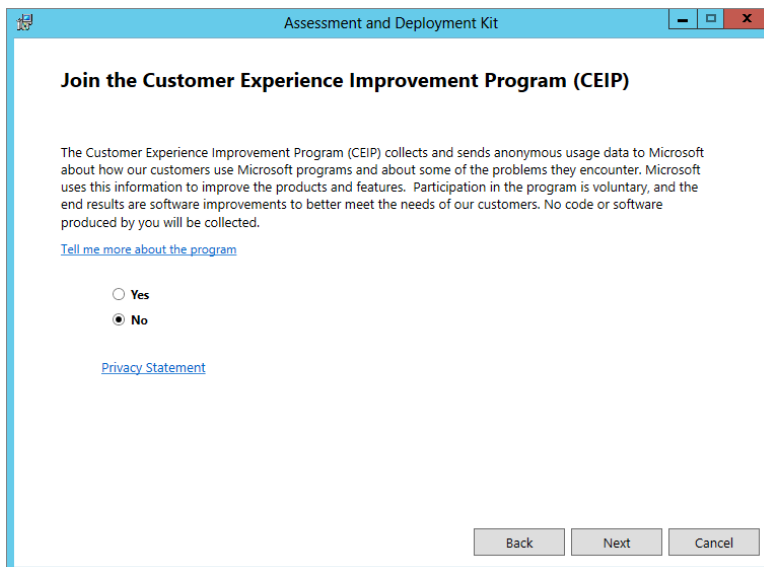 Assessment and Deployment Kit
Join the Customer Experience Improvement Program (CEIP)
The Customer Experience Improvement Program (CEIP) collects and sends anonymous usage data to Microsoft
about how our customers use Microsoft programs and about some of the problems they encounter. Microsoft
uses this information to improve the products and features.  Participation in the program is voluntary, and the
end results are software improvements to better meet the needs of our customers. No code or software
produced by you will be collected.
Tell me more about the program
Yes
No
Privacy Statement
Back Next Cancel